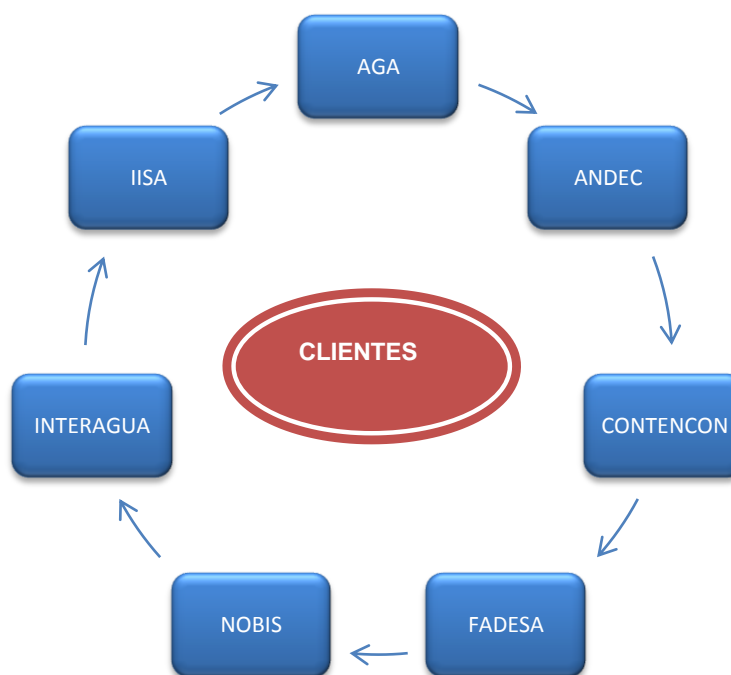 AGA
ANDEC
CONTENCON
FADESA
NOBIS
INTERAGUA
IISA
CLIENTES